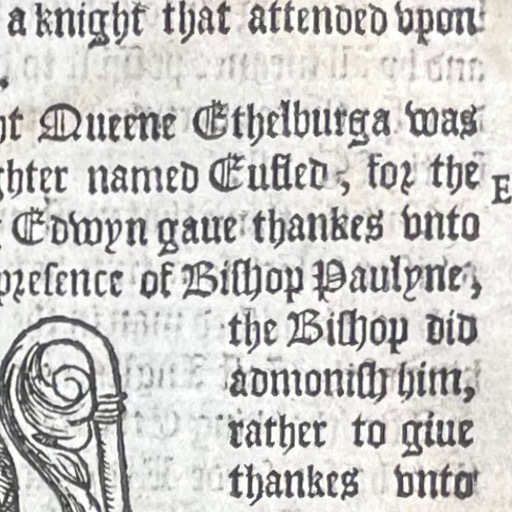 a knight that attended vpon
ht Queene Ethelburga was
ghter named Eufled, for the
Edwyn gaue thankes vnto
presence of Bishop Paulyne,
the Bishop did
admonish him,
rather to giue
thankes vnto
E